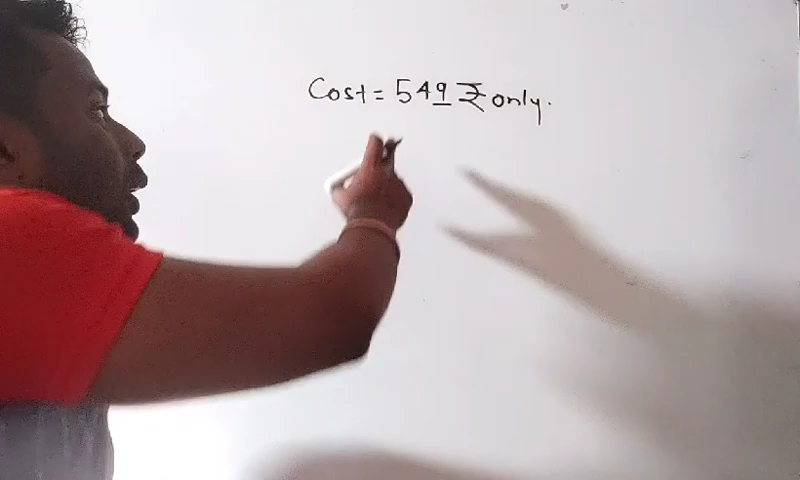 Cost = 549 ₹ only.